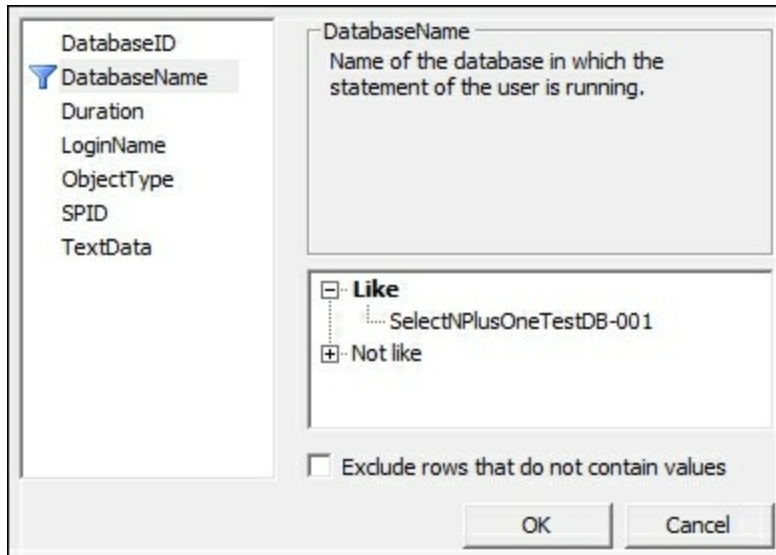 DatabaseID
DatabaseName
Duration
LoginName
ObjectType
SPID
TextData
DatabaseName
Name of the database in which the
statement of the user is running.
Like
SelectNPlusOneTestDB-001
Not like
Exclude rows that do not contain values
OK
Cancel